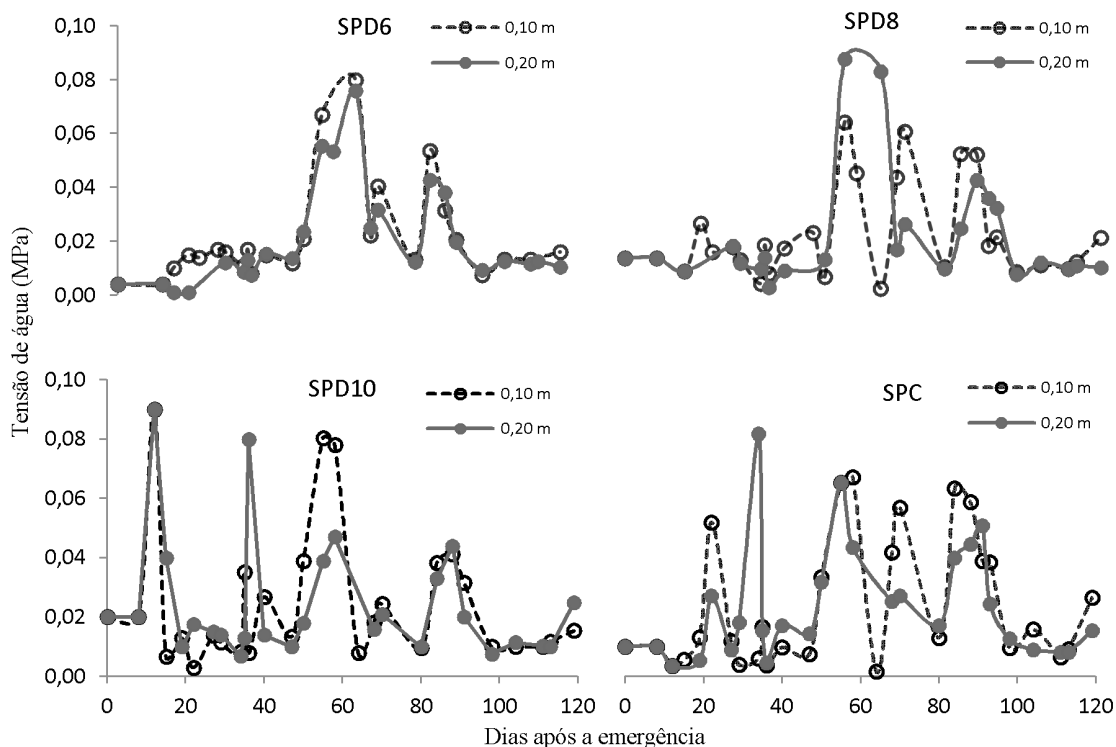 Tensão de água (MPa)
0,10
0,08
0,06
0,04
0,02
0,00
SPD6
0,10 m
0,20 m
SPD8
0,10 m
0,20 m
0,10
0,08
0,06
0,04
0,02
0,00
SPD10
0,10 m
0,20 m
SPC
0,10 m
0,20 m
0 20 40 60 80 100 120
0 20 40 60 80 100 120
Dias após a emergência